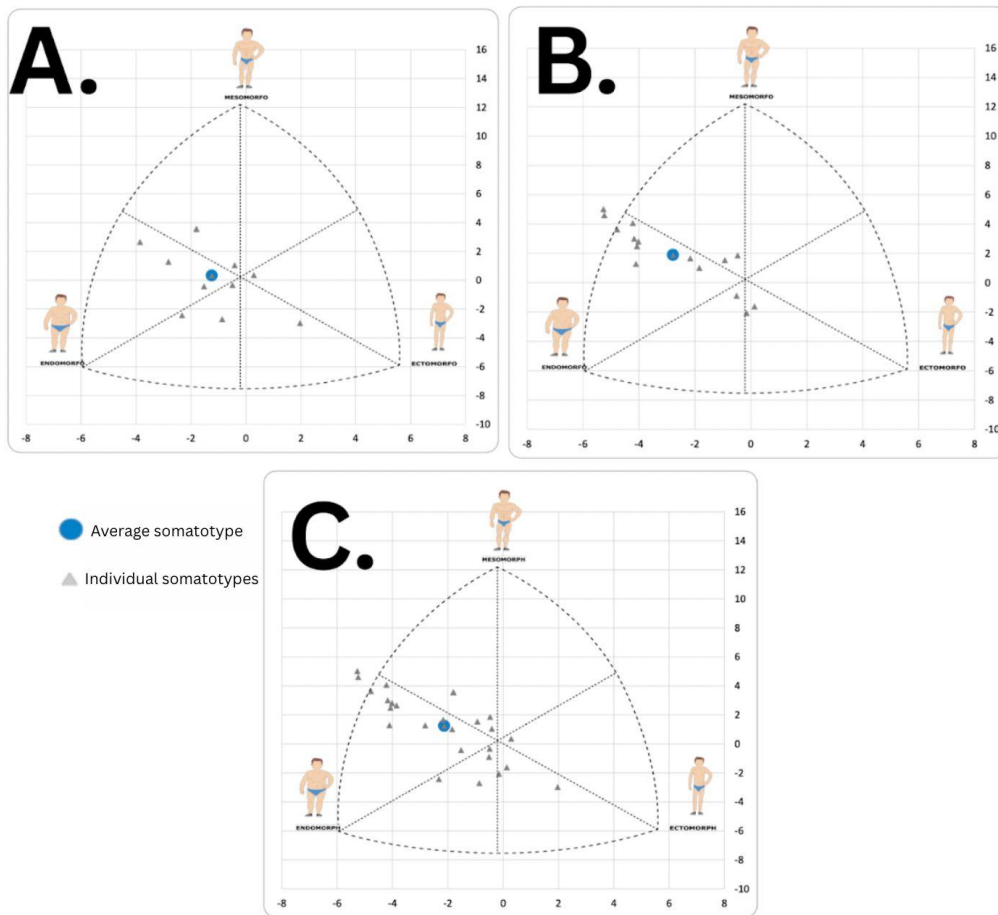 A.
MESOMORFO
ENDOMORFO
ECTOMORFO
16
14
12
10
8
6
4
2
0
-2
-4
-6
-8
-10
-8 -6 -4 -2 0 2 4 6 8
B.
MESOMORFO
ENDOMORFO
ECTOMORFO
16
14
12
10
8
6
4
2
0
-2
-4
-6
-8
-10
-8 -6 -4 -2 0 2 4 6 8
Average somatotype
Individual somatotypes
C.
MESOMORPH
ENDOMORPH
ECTOMORPH
16
14
12
10
8
6
4
2
0
-2
-4
-6
-8
-10
-8 -6 -4 -2 0 2 4 6 8